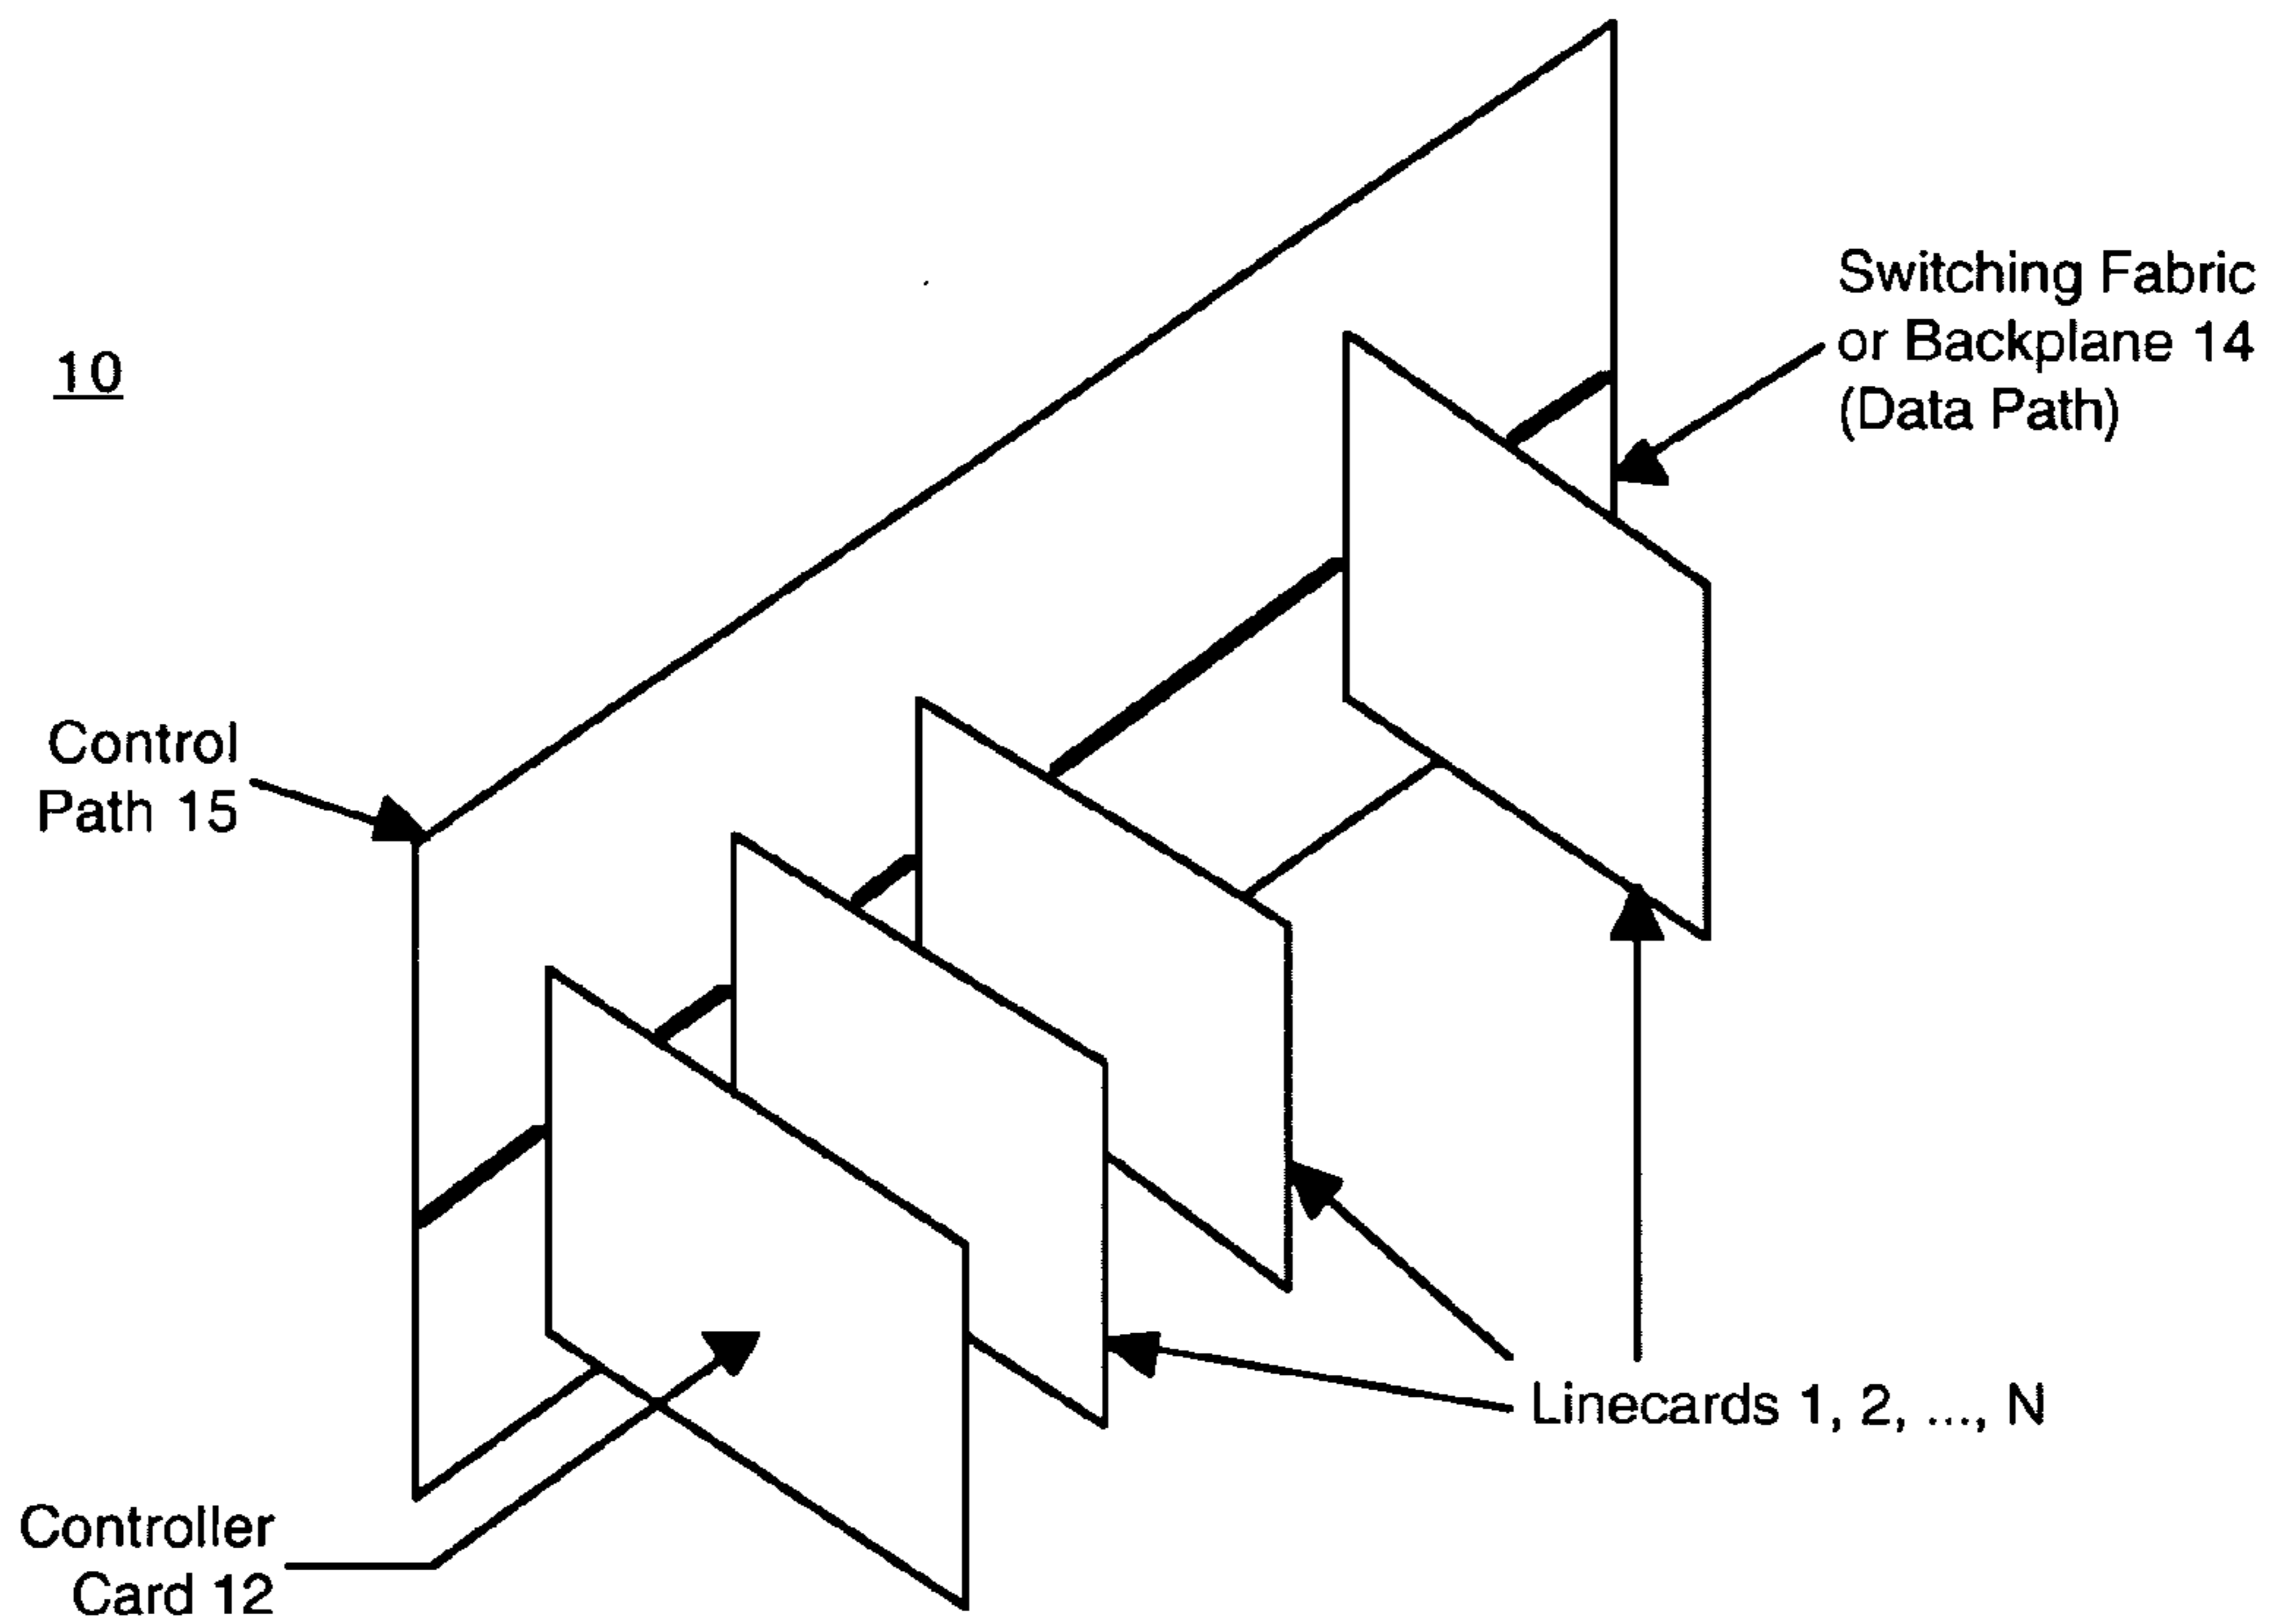 10
Switching Fabric
or Backplane 14
(Data Path)
Control
Path 15
Linecards 1, 2, ..., N
Controller
Card 12